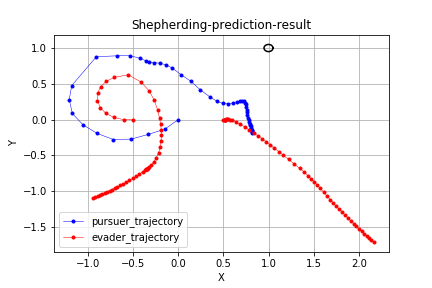 Shepherding-prediction-result
1.0
0.5
0.0
−0.5
−1.0
−1.5
Y
pursuer_trajectory
evader_trajectory
−1.0 −0.5 0.0 0.5 1.0 1.5 2.0
X